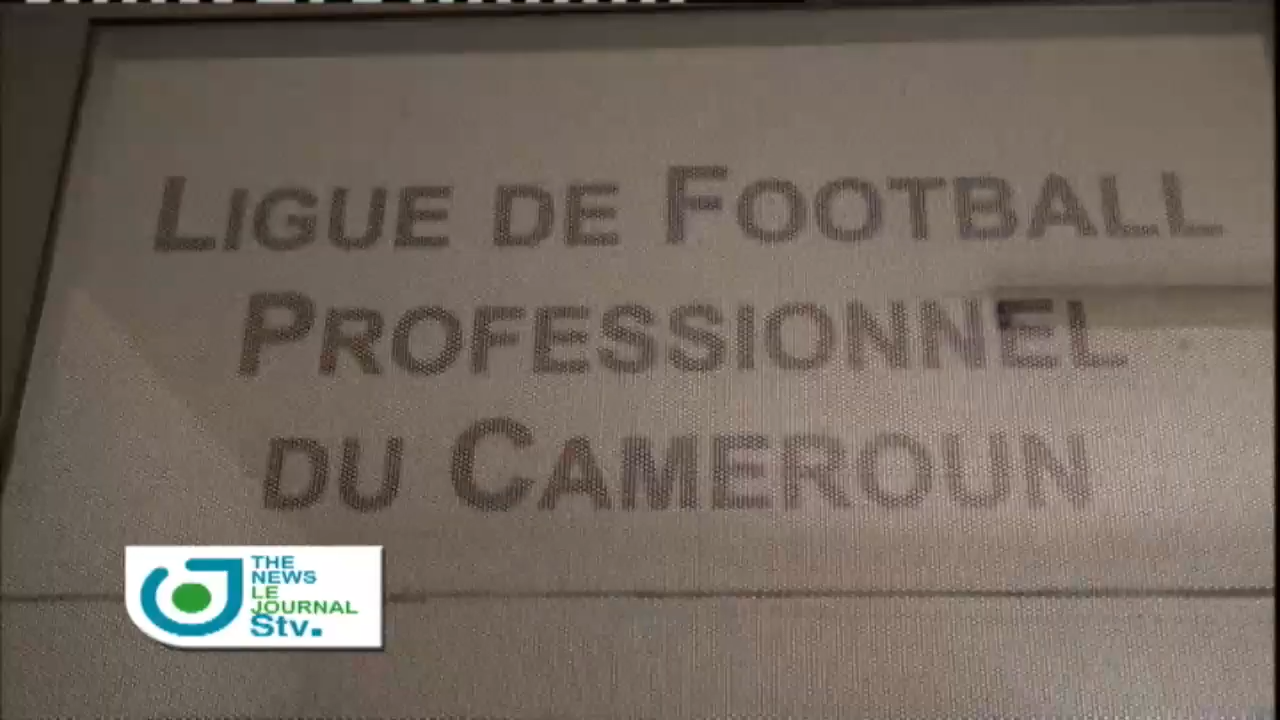 LIGUE DE FOOTBALL
PROFESSIONNEL
DU CAMEROUN
THE
NEWS
LE
JOURNAL
Stv.